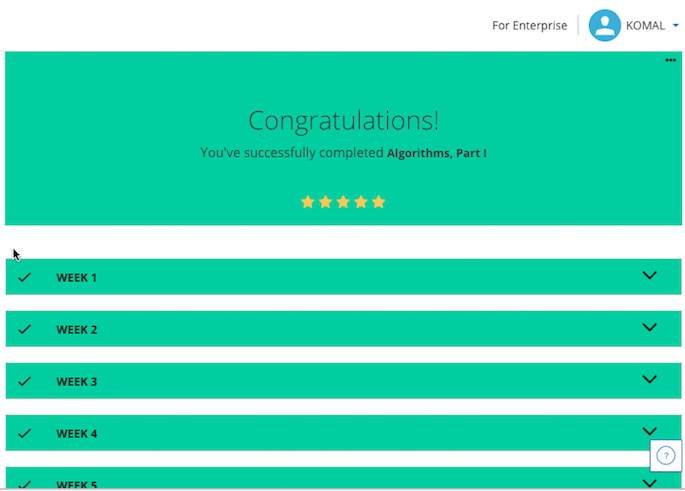 For Enterprise
KOMAL
Congratulations!
You've successfully completed Algorithms, Part I
WEEK 1
WEEK 2
WEEK 3
WEEK 4
?
WEEK 5